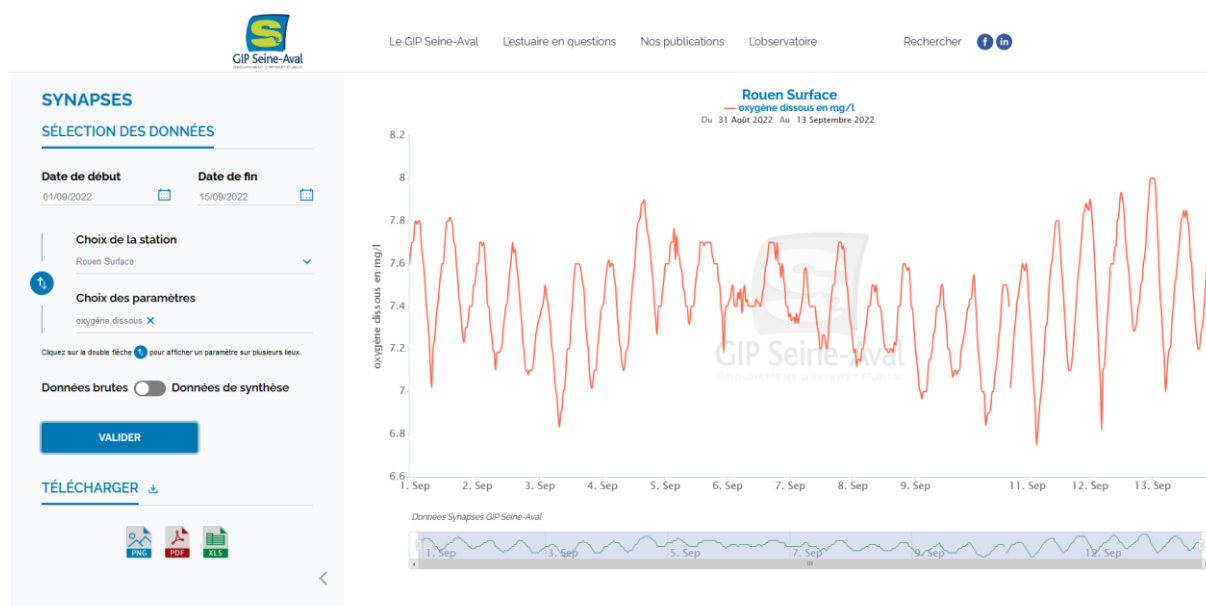 GIP Seine-Aval
GROUPEMENT D'INTÉRÊT PUBLIC
Le GIP Seine-Aval L'estuaire en questions Nos publications L'observatoire Rechercher
SYNAPSES
SÉLECTION DES DONNÉES
Date de début Date de fin
01/09/2022 15/09/2022
Choix de la station
Rouen Surface
Choix des paramètres
oxygène dissous
Cliquez sur la double flèche pour afficher un paramètre sur plusieurs lieux.
Données brutes Données de synthèse
VALIDER
TÉLÉCHARGER
PNG PDF XLS
Rouen Surface
oxygène dissous en mg/l
Du 31 Août 2022 Au 13 Septembre 2022
oxygène dissous en mg/l
8.2
8
7.8
7.6
7.4
7.2
7
6.8
6.6
GIP Seine-Aval
GROUPEMENT D'INTÉRÊT PUBLIC
1. Sep 2. Sep 3. Sep 4. Sep 5. Sep 6. Sep 7. Sep 8. Sep 9. Sep 11. Sep 12. Sep 13. Sep
Données Synapses GIP Seine-Aval
1. Sep 3. Sep 5. Sep 7. Sep 9. Sep 12. Sep